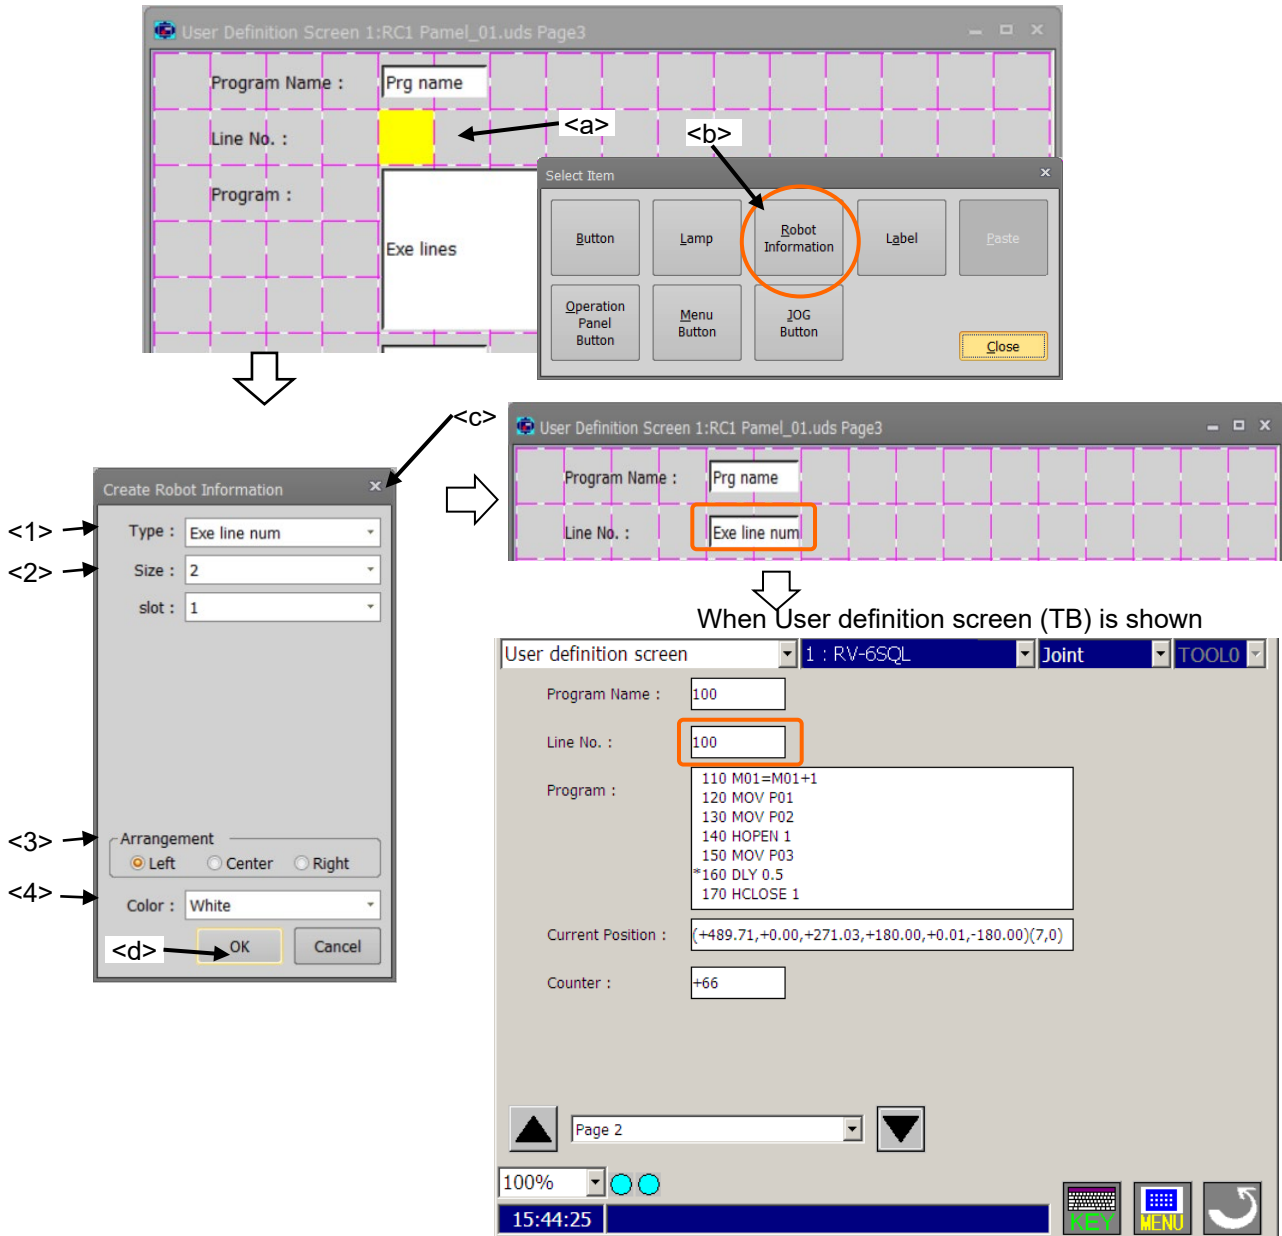 User Definition Screen 1:RC1 Pamel_01.uds Page3
Program Name :
Prg name
Line No. :
<a>
<b>
Program :
Exe lines
Select Item
Button
Lamp
Robot
Information
Label
Paste
Operation
Panel
Button
Menu
Button
JOG
Button
Close
<c>
Create Robot Information
<1>
Type :
Exe line num
<2>
Size :
2
slot :
1
<3>
Arrangement
Left
Center
Right
<4>
Color :
White
<d>
OK
Cancel
User Definition Screen 1:RC1 Pamel_01.uds Page3
Program Name :
Prg name
Line No. :
Exe line num
When User definition screen (TB) is shown
User definition screen
1 : RV-6SQL
Joint
TOOL0
Program Name :
100
Line No. :
100
Program :
110 M01=M01+1
120 MOV P01
130 MOV P02
140 HOPEN 1
150 MOV P03
*160 DLY 0.5
170 HCLOSE 1
Current Position :
(+489.71,+0.00,+271.03,+180.00,+0.01,-180.00)(7,0)
Counter :
+66
Page 2
100%
15:44:25
KEY
MENU